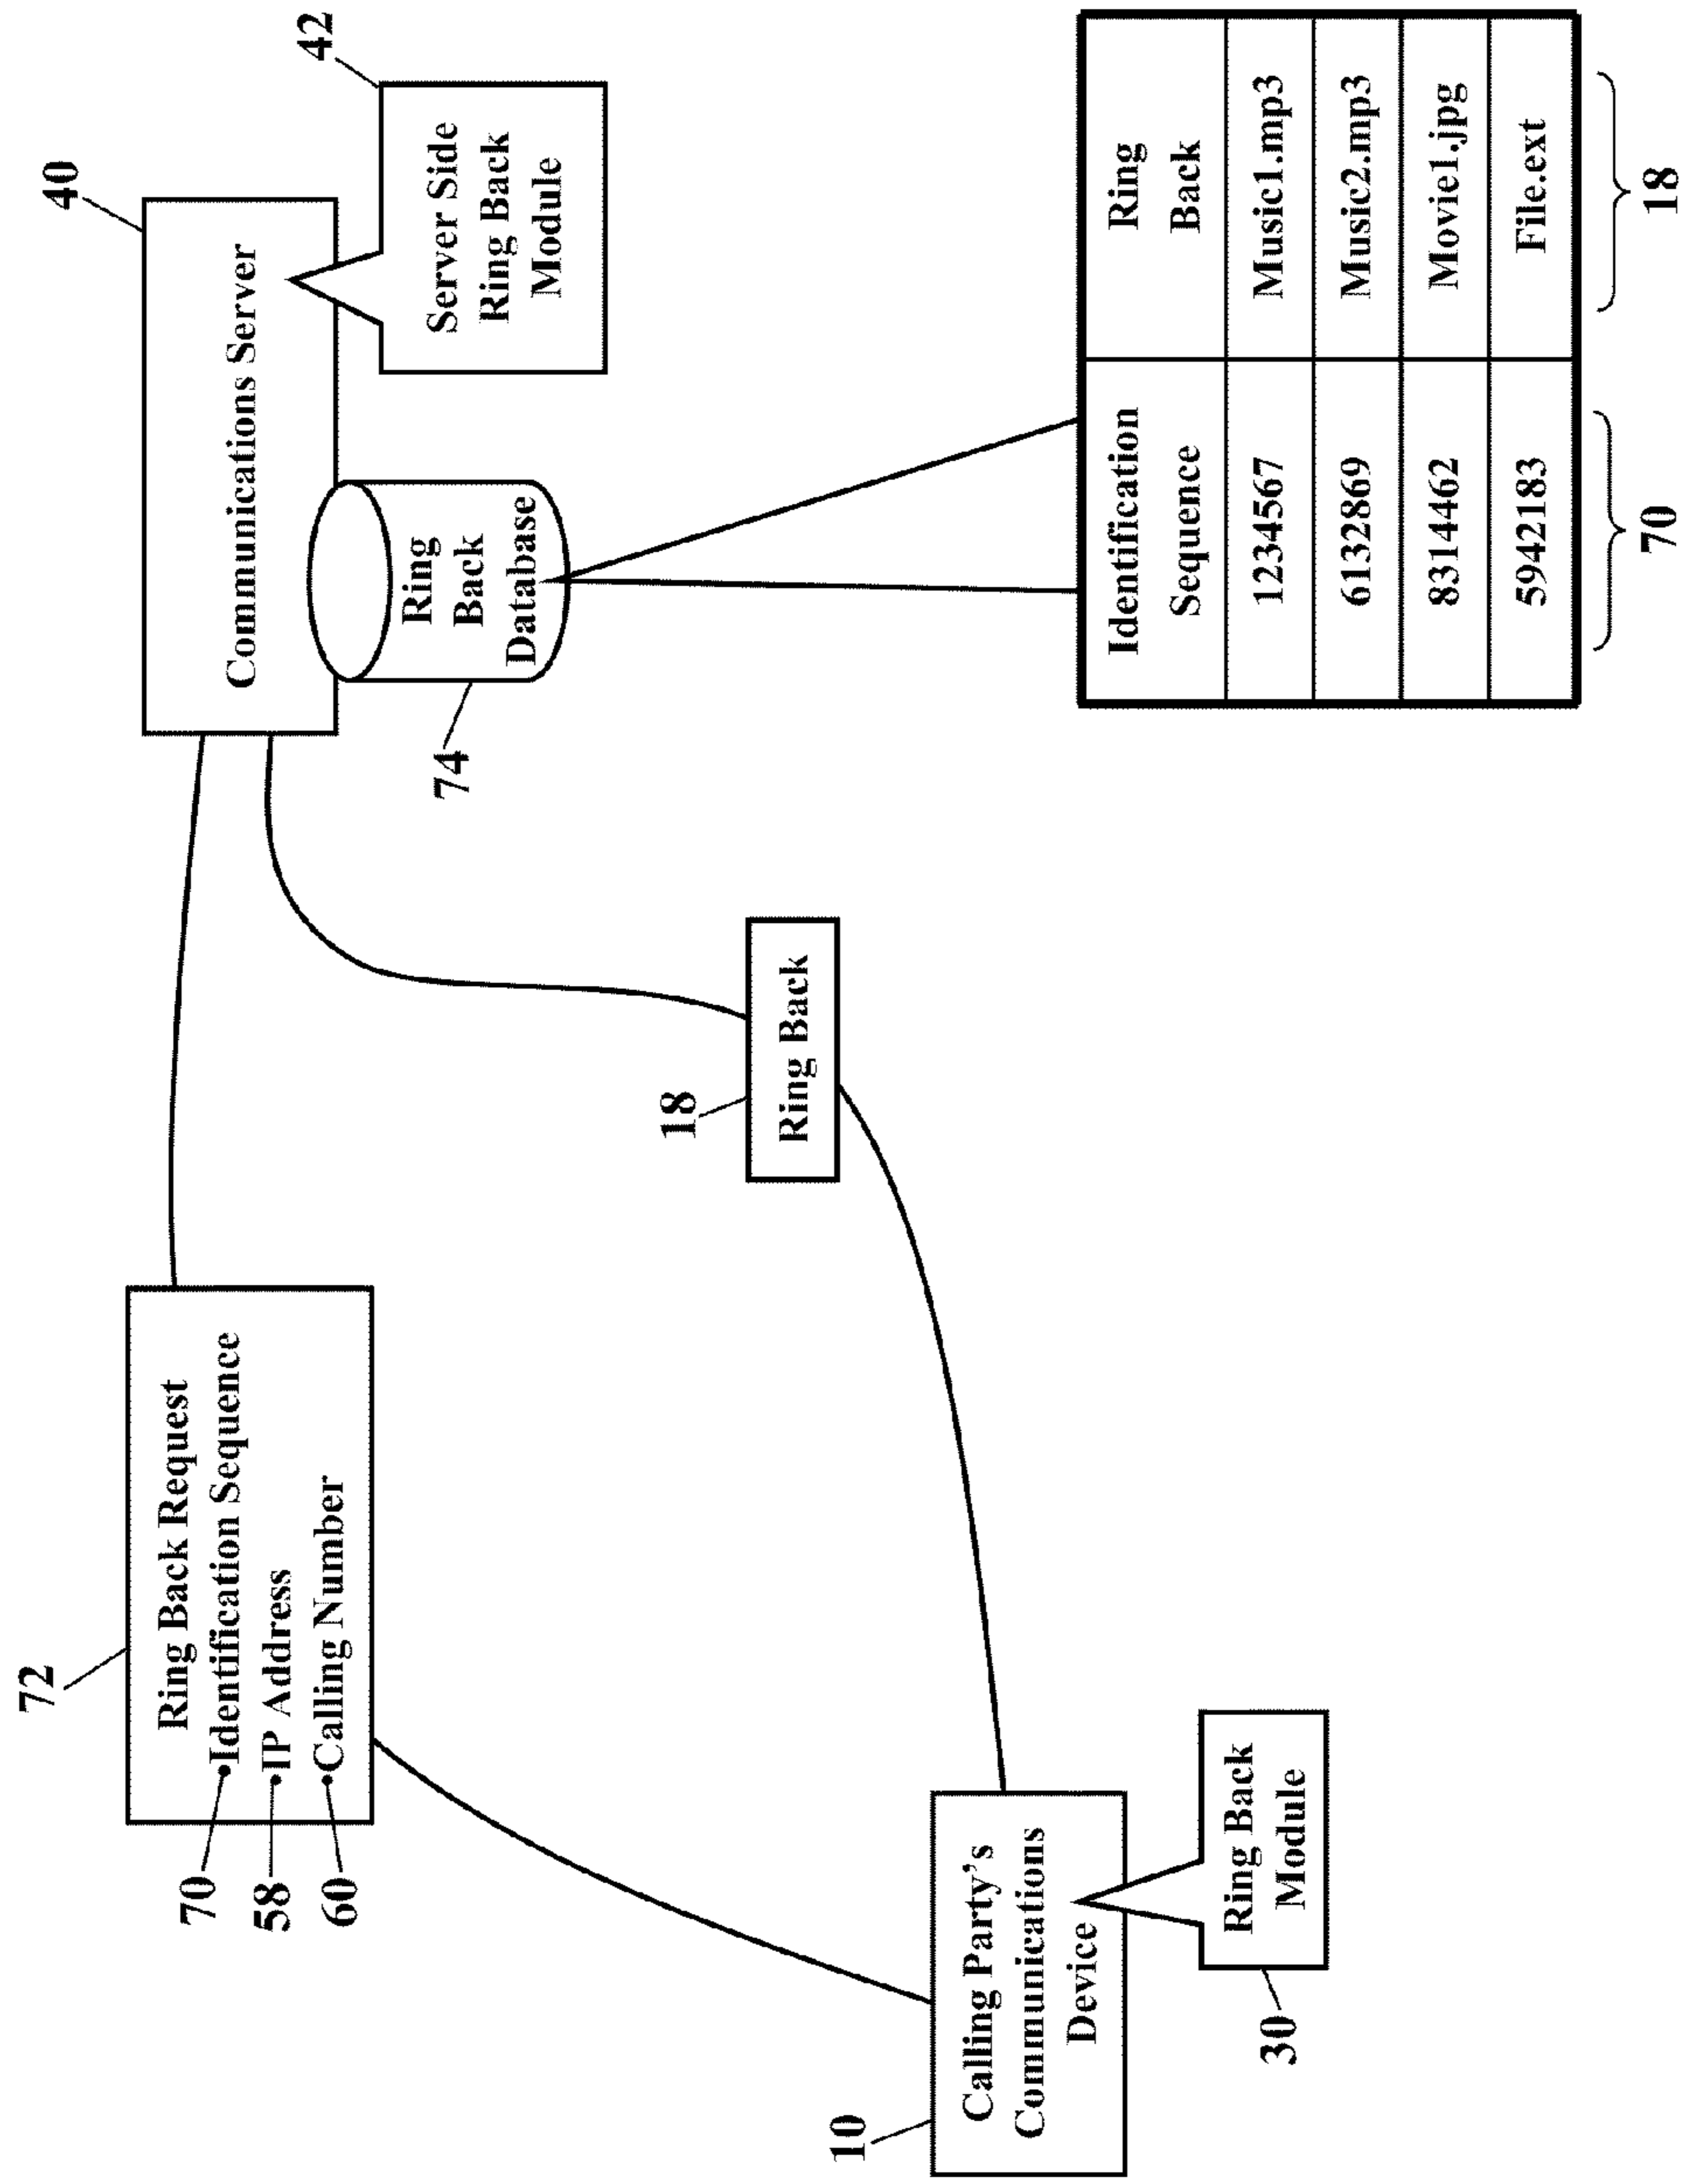 72
Ring Back Request
70
•Identification Sequence
58
•IP Address
60
•Calling Number
40
Communications Server
42
Server Side
Ring Back
Module
Ring
Back
Database
74
18
Ring Back
10
Calling Party's
Communications
Device
Ring Back
Module
30
Identification
Sequence
Ring
Back
1234567
Music1.mp3
6132869
Music2.mp3
8314462
Movie1.jpg
5942183
File.ext
70
18